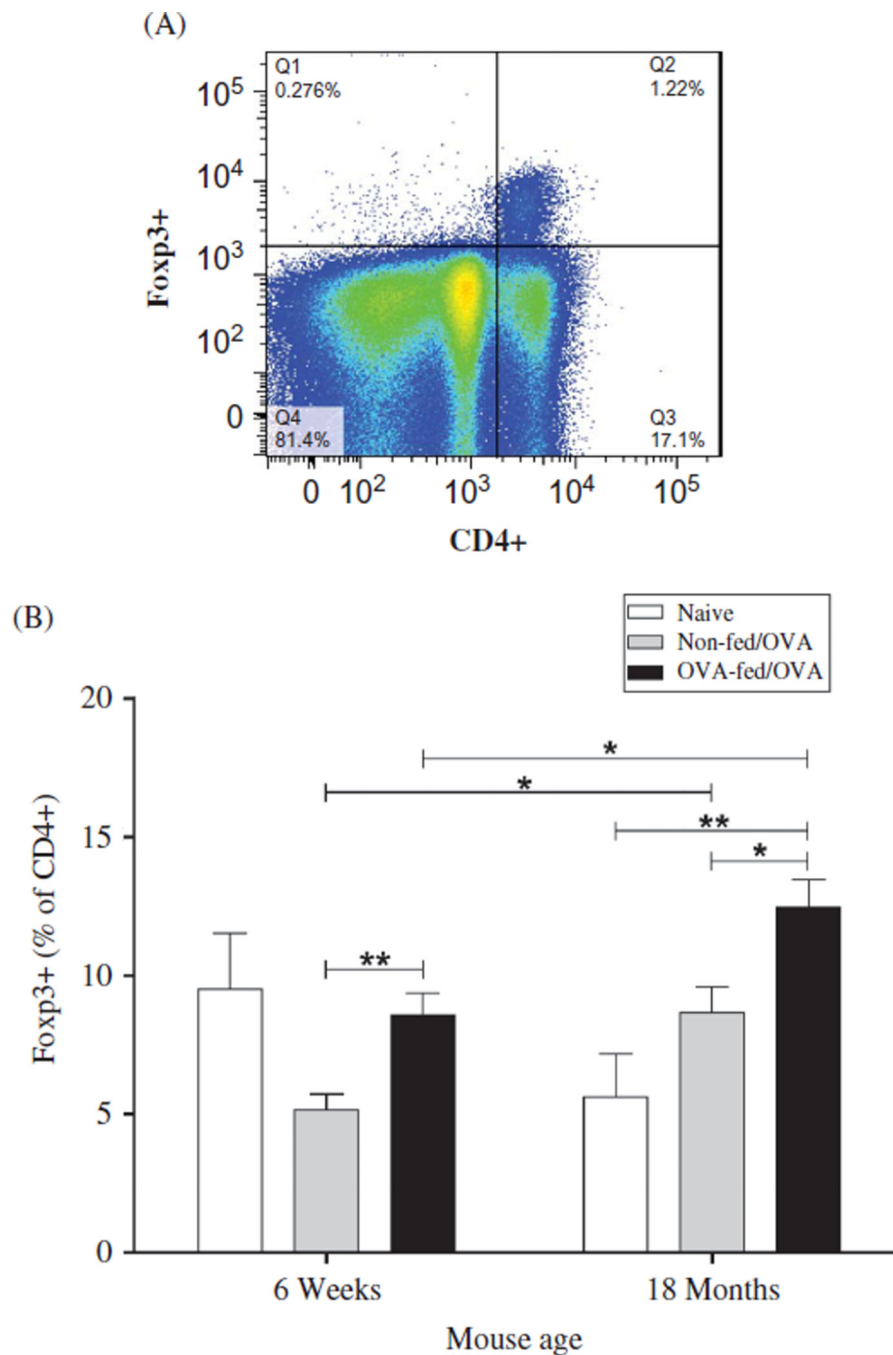 (A)
Q1
0.276%
Q2
1.22%
10^5
10^4
10^3
10^2
0
Foxp3+
Q4
81.4%
Q3
17.1%
0 10^2 10^3 10^4 10^5
CD4+
(B)
Naive
Non-fed/OVA
OVA-fed/OVA
20
15
10
5
0
Foxp3+ (% of CD4+)
*
*
**
*
**
6 Weeks 18 Months
Mouse age